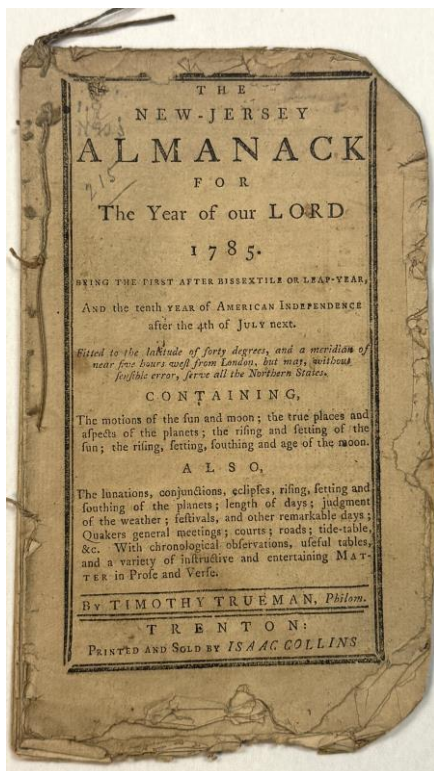 THE
NEW-JERSEY
ALMANACK
FOR
The Year of our LORD
1785.
BEING THE FIRST AFTER BISSEXTILE OR LEAP-YEAR,
AND the tenth YEAR of AMERICAN INDEPENDENCE
after the 4th of JULY next.
Fitted to the latitude of forty degrees, and a meridian of
near five hours weſt from London, but may, without
ſenſible error, ſerve all the Northern States.
CONTAINING,
The motions of the ſun and moon; the true places and
aſpects of the planets; the riſing and ſetting of the
ſun; the riſing, ſetting, ſouthing and age of the moon.
ALSO,
The lunations, conjunctions, eclipſes, riſing, ſetting and
ſouthing of the planets; length of days; judgment
of the weather; feſtivals, and other remarkable days;
Quakers general meetings; courts; roads; tide-table,
&c. With chronological obſervations, uſeful tables,
and a variety of inſtructive and entertaining MAT-
TER in Proſe and Verſe.
By TIMOTHY TRUEMAN, Philom.
TRENTON:
PRINTED AND SOLD BY ISAAC COLLINS
215